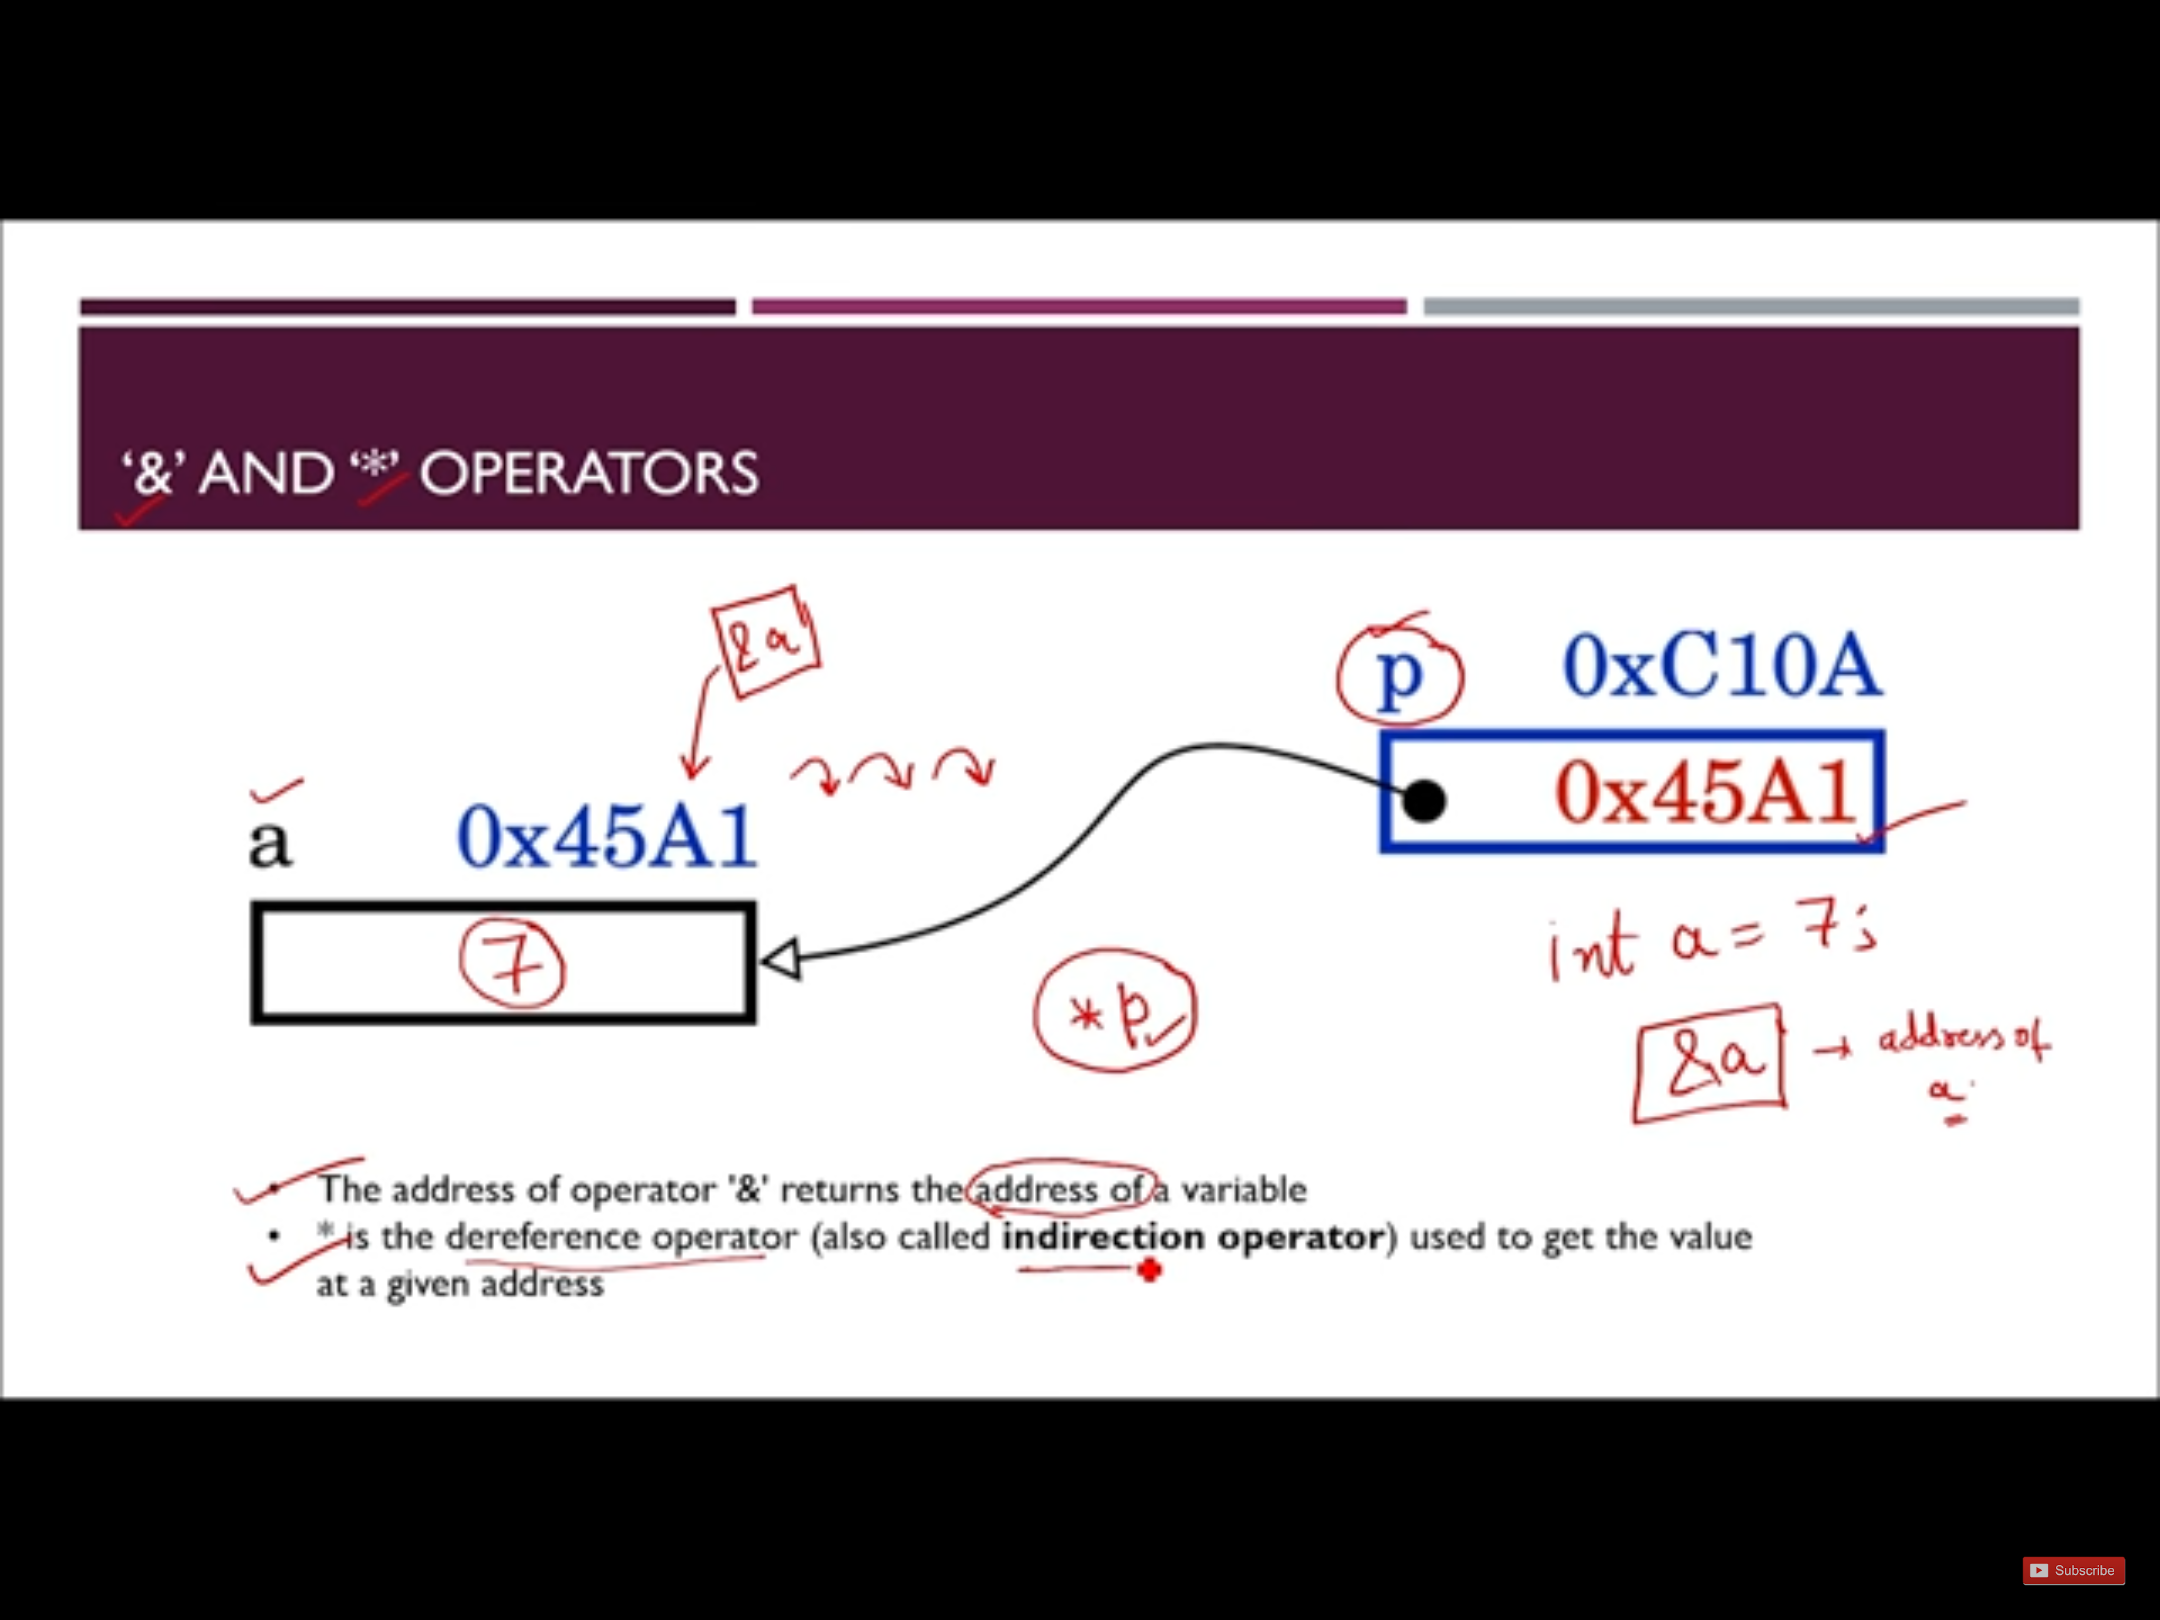 ‘&’ AND ‘*’ OPERATORS
&a
p 0xC10A
0x45A1
a 0x45A1
7
*p
int a = 7;
&a → address of
a
• The address of operator '&' returns the address of a variable
• * is the dereference operator (also called indirection operator) used to get the value
at a given address
Subscribe